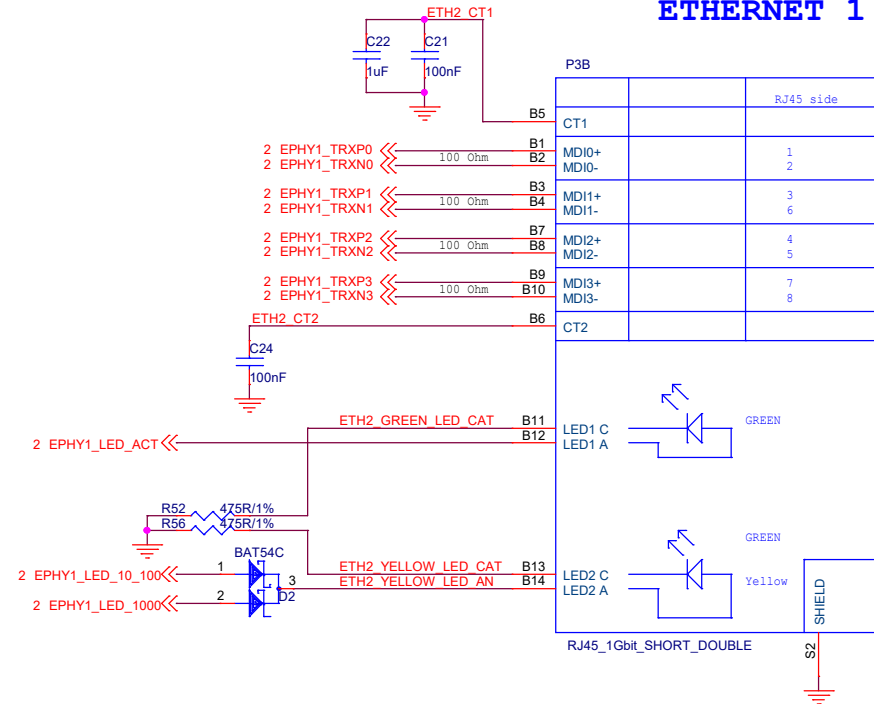 ETHERNET 1
ETH2_CT1
C22
C21
1uF
100nF
P3B
RJ45 side
B5
CT1
2 EPHY1_TRXP0
B1
MDI0+
1
2 EPHY1_TRXN0
100 Ohm
B2
MDI0-
2
2 EPHY1_TRXP1
B3
MDI1+
3
2 EPHY1_TRXN1
100 Ohm
B4
MDI1-
6
2 EPHY1_TRXP2
B7
MDI2+
4
2 EPHY1_TRXN2
100 Ohm
B8
MDI2-
5
2 EPHY1_TRXP3
B9
MDI3+
7
2 EPHY1_TRXN3
100 Ohm
B10
MDI3-
8
ETH2_CT2
B6
CT2
C24
100nF
ETH2_GREEN_LED_CAT
B11
LED1 C
GREEN
2 EPHY1_LED_ACT
B12
LED1 A
R52
475R/1%
R56
475R/1%
GREEN
BAT54C
2 EPHY1_LED_10_100
1
ETH2_YELLOW_LED_CAT
B13
LED2 C
3
ETH2_YELLOW_LED_AN
B14
LED2 A
Yellow
2 EPHY1_LED_1000
2
D2
SHIELD
RJ45_1Gbit_SHORT_DOUBLE
S2